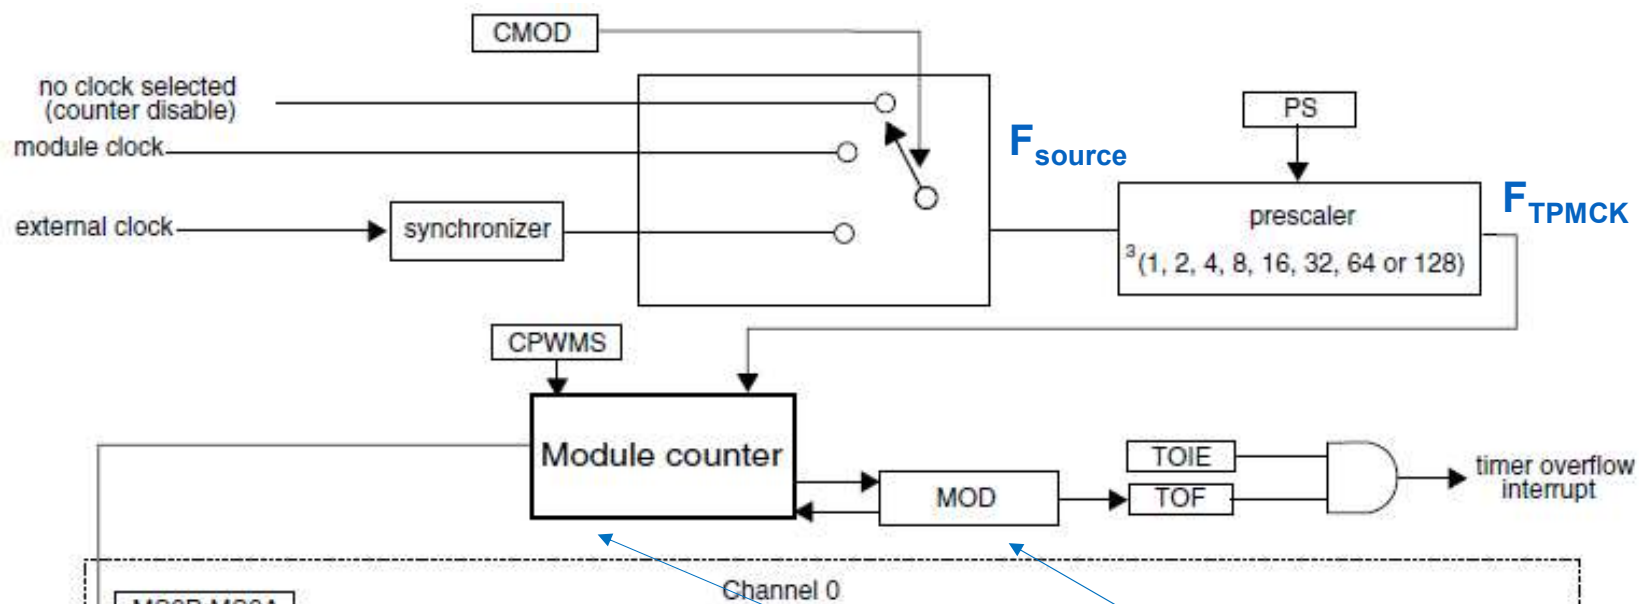 CMOD
no clock selected
(counter disable)
module clock
external clock
synchronizer
Fsource
PS
prescaler
3(1, 2, 4, 8, 16, 32, 64 or 128)
FTPMCK
CPWMS
Module counter
MOD
TOIE
TOF
timer overflow
interrupt
Channel 0